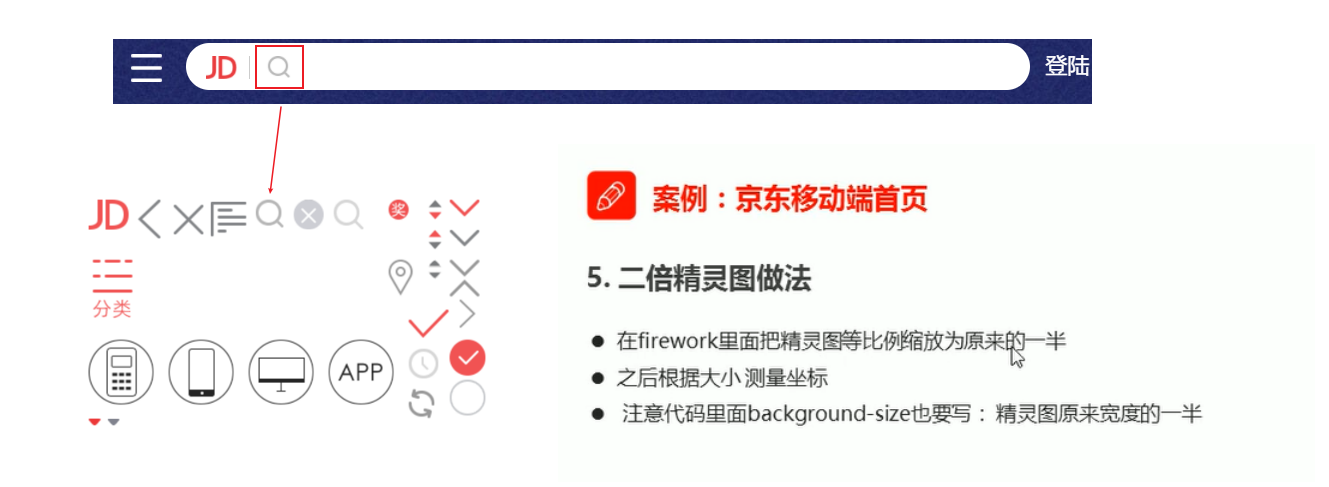 JD
登陆
案例：京东移动端首页
JD
奖
5. 二倍精灵图做法
分类
在firework里面把精灵图等比例缩放为原来的一半
APP
之后根据大小 测量坐标
注意代码里面background-size也要写： 精灵图原来宽度的一半